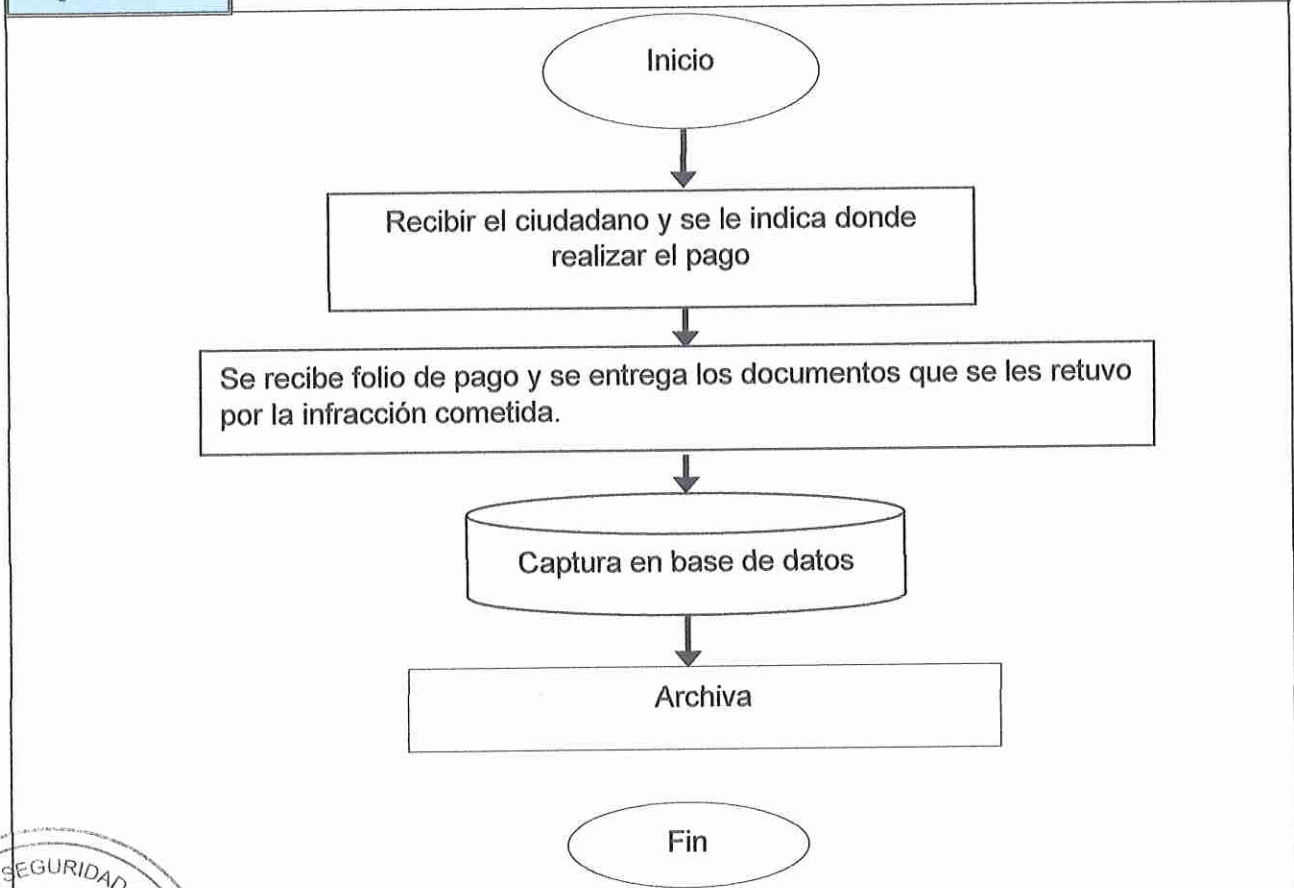 Inicio
Recibir el ciudadano y se le indica donde
realizar el pago
Se recibe folio de pago y se entrega los documentos que se les retuvo
por la infracción cometida.
Captura en base de datos
Archiva
Fin
SEGURIDAD